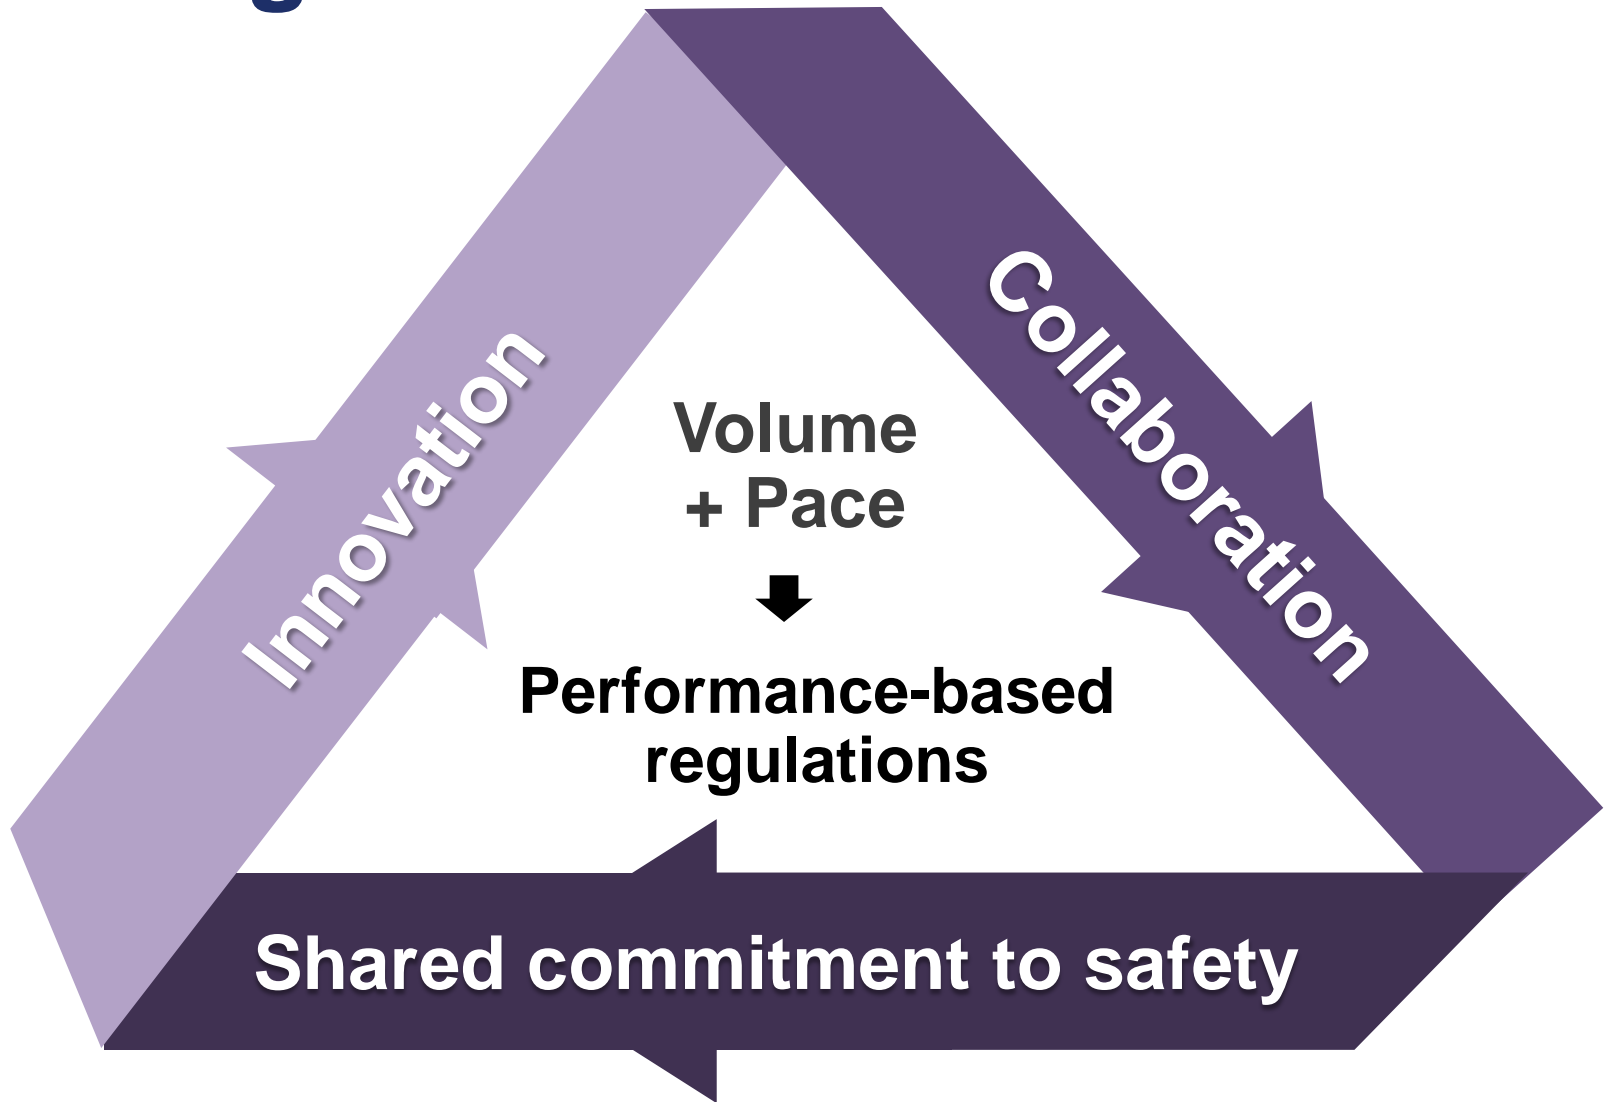 Innovation
Collaboration
Volume
+ Pace
Performance-based
regulations
Shared commitment to safety